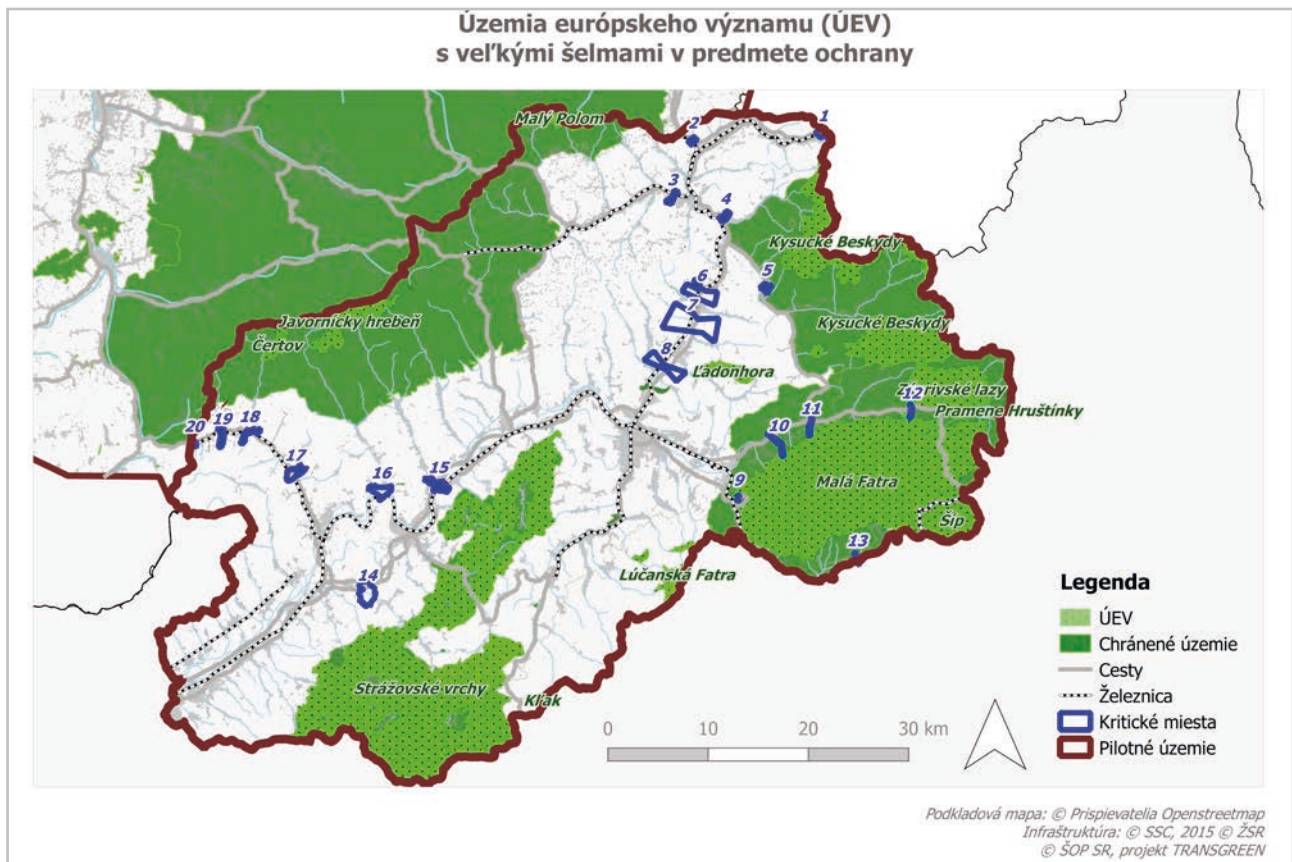 Územia európskeho významu (ÚEV)
s veľkými šelmami v predmete ochrany
Malý Polom
1
2
3
4
Kysucké Beskydy
5
6
7
Javornícky hrebeň
Kysucké Beskydy
Čertov
8
Ľadonhora
Zázrivské lazy
12
Pramene Hruštínky
11
20
19
18
10
17
16
15
9
Malá Fatra
Šíp
13
14
Lúčanská Fatra
Strážovské vrchy
Kľak
0
10
20
30 km
Legenda
ÚEV
Chránené územie
Cesty
Železnica
Kritické miesta
Pilotné územie
Podkladová mapa: © Prispievatelia Openstreetmap
Infraštruktúra: © SSC, 2015 © ŽSR
© ŠOP SR, projekt TRANSGREEN